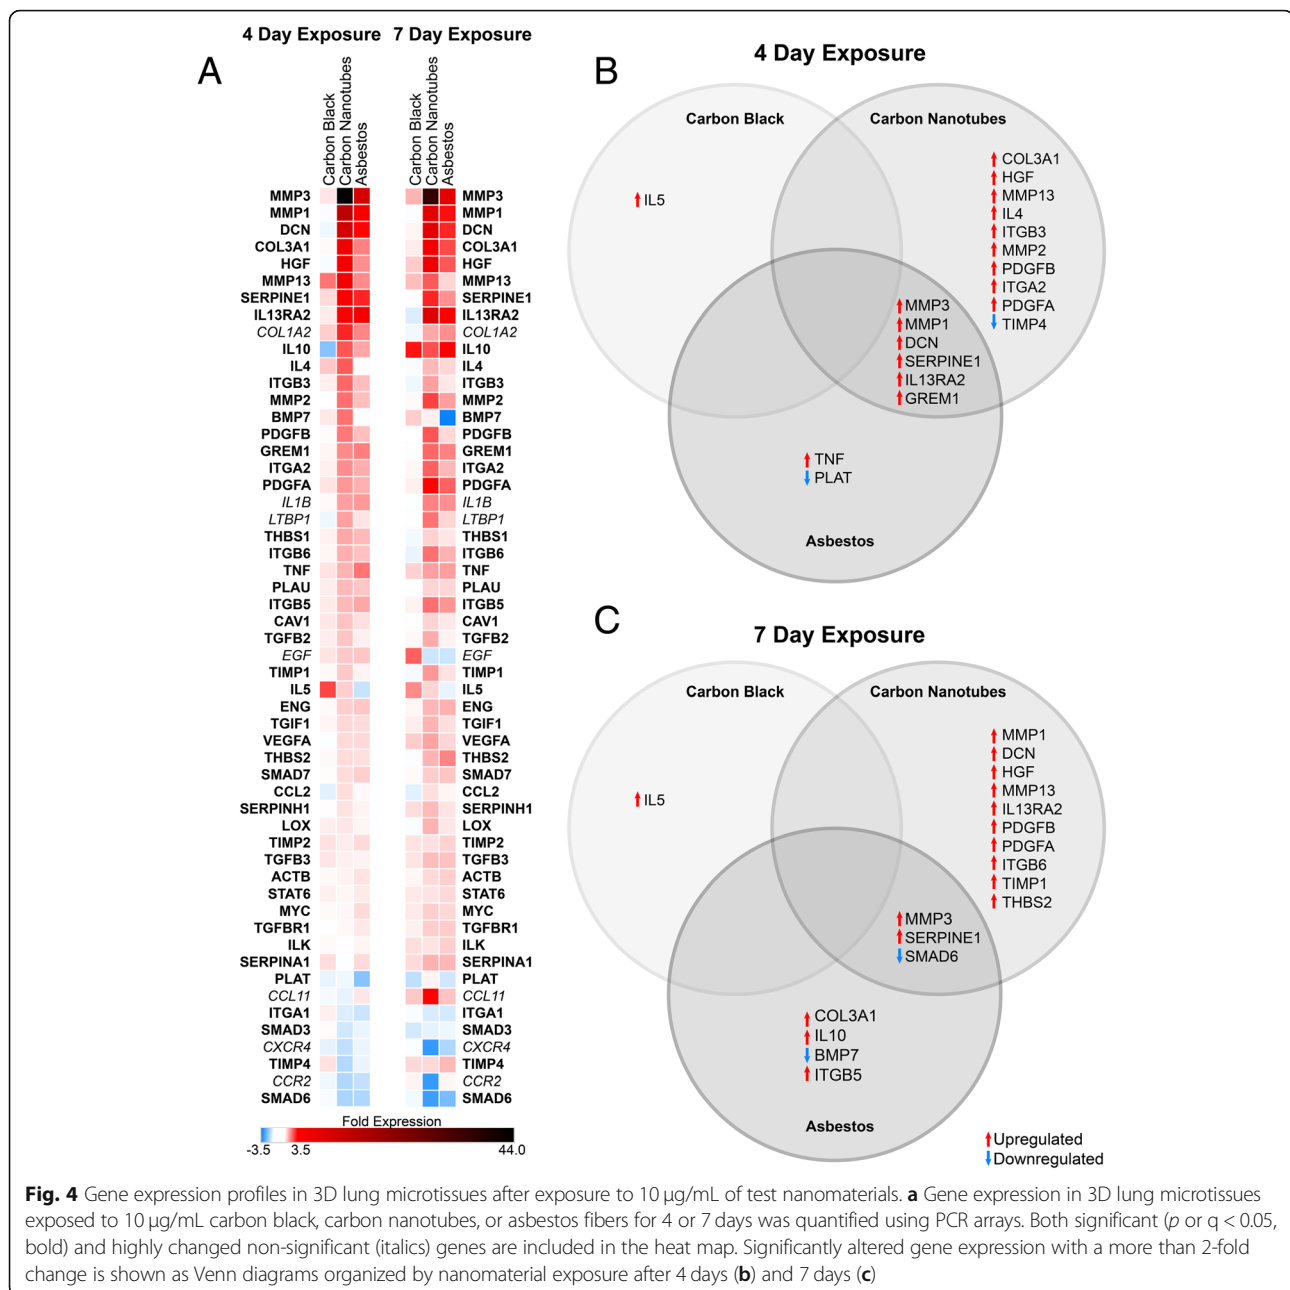 4 Day Exposure 7 Day Exposure
A
Carbon Black
Carbon Nanotubes
Asbestos
Carbon Black
Carbon Nanotubes
Asbestos
MMP3 MMP3
MMP1 MMP1
DCN DCN
COL3A1 COL3A1
HGF HGF
MMP13 MMP13
SERPINE1 SERPINE1
IL13RA2 IL13RA2
COL1A2 COL1A2
IL10 IL10
IL4 IL4
ITGB3 ITGB3
MMP2 MMP2
BMP7 BMP7
PDGFB PDGFB
GREM1 GREM1
ITGA2 ITGA2
PDGFA PDGFA
IL1B IL1B
LTBP1 LTBP1
THBS1 THBS1
ITGB6 ITGB6
TNF TNF
PLAU PLAU
ITGB5 ITGB5
CAV1 CAV1
TGFB2 TGFB2
EGF EGF
TIMP1 TIMP1
IL5 IL5
ENG ENG
TGIF1 TGIF1
VEGFA VEGFA
THBS2 THBS2
SMAD7 SMAD7
CCL2 CCL2
SERPINH1 SERPINH1
LOX LOX
TIMP2 TIMP2
TGFB3 TGFB3
ACTB ACTB
STAT6 STAT6
MYC MYC
TGFBR1 TGFBR1
ILK ILK
SERPINA1 SERPINA1
PLAT PLAT
CCL11 CCL11
ITGA1 ITGA1
SMAD3 SMAD3
CXCR4 CXCR4
TIMP4 TIMP4
CCR2 CCR2
SMAD6 SMAD6
Fold Expression
-3.5 3.5 44.0
B
4 Day Exposure
Carbon Black
Carbon Nanotubes
IL5
COL3A1
HGF
MMP13
IL4
ITGB3
MMP2
PDGFB
ITGA2
PDGFA
TIMP4
MMP3
MMP1
DCN
SERPINE1
IL13RA2
GREM1
TNF
PLAT
Asbestos
C
7 Day Exposure
Carbon Black
Carbon Nanotubes
IL5
MMP1
DCN
HGF
MMP13
IL13RA2
PDGFB
PDGFA
ITGB6
TIMP1
THBS2
MMP3
SERPINE1
SMAD6
COL3A1
IL10
BMP7
ITGB5
Asbestos
Upregulated
Downregulated
Fig. 4 Gene expression profiles in 3D lung microtissues after exposure to 10 μg/mL of test nanomaterials. a Gene expression in 3D lung microtissues
exposed to 10 μg/mL carbon black, carbon nanotubes, or asbestos fibers for 4 or 7 days was quantified using PCR arrays. Both significant (p or q < 0.05,
bold) and highly changed non-significant (italics) genes are included in the heat map. Significantly altered gene expression with a more than 2-fold
change is shown as Venn diagrams organized by nanomaterial exposure after 4 days (b) and 7 days (c)